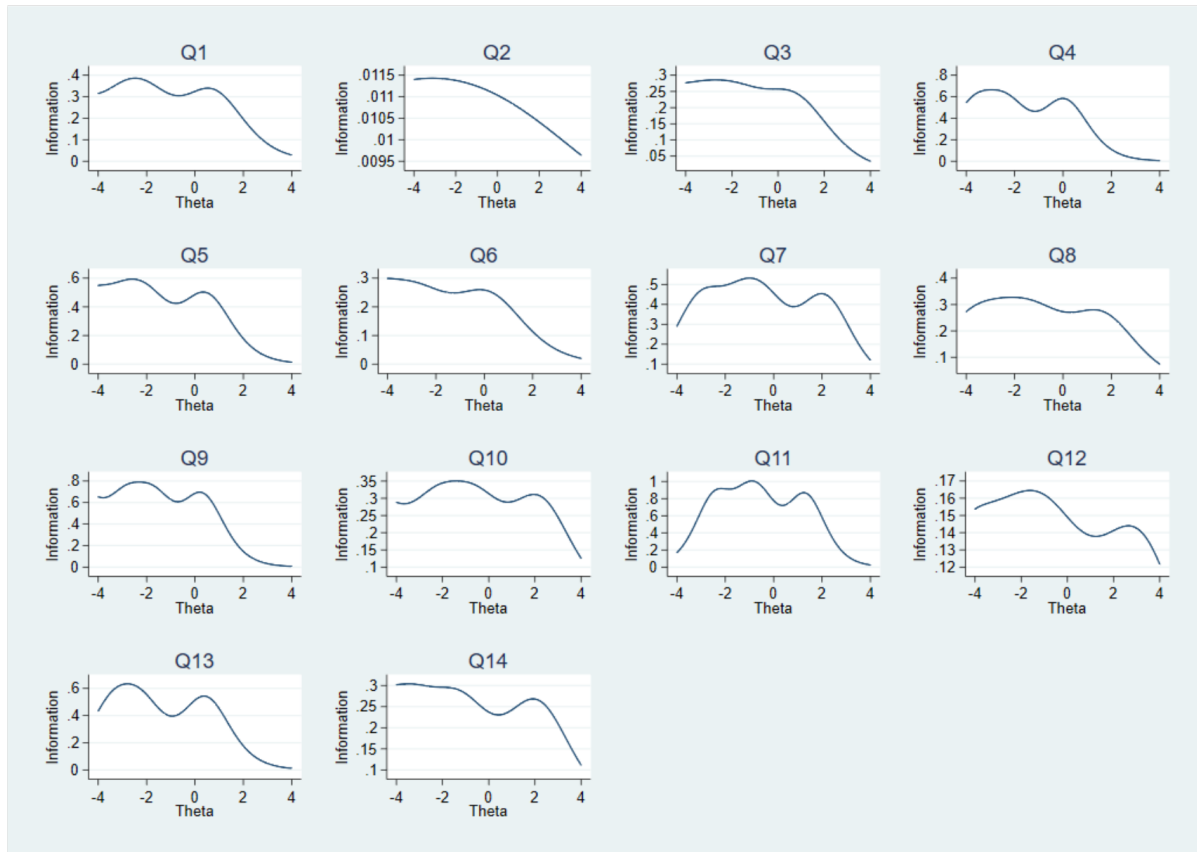 Q1 Q2 Q3 Q4
Information .4 .3 .2 .1 0
-4 -2 0 2 4
Theta
Information .0115 .011 .0105 .01 .0095
-4 -2 0 2 4
Theta
Information .3 .25 .2 .15 .1 .05
-4 -2 0 2 4
Theta
Information .8 .6 .4 .2 0
-4 -2 0 2 4
Theta
Q5 Q6 Q7 Q8
Information .6 .4 .2 0
-4 -2 0 2 4
Theta
Information .3 .2 .1 0
-4 -2 0 2 4
Theta
Information .5 .4 .3 .2 .1
-4 -2 0 2 4
Theta
Information .4 .3 .2 .1
-4 -2 0 2 4
Theta
Q9 Q10 Q11 Q12
Information .8 .6 .4 .2 0
-4 -2 0 2 4
Theta
Information .35 .3 .25 .2 .15 .1
-4 -2 0 2 4
Theta
Information 1 .8 .6 .4 .2 0
-4 -2 0 2 4
Theta
Information .17 .16 .15 .14 .13 .12
-4 -2 0 2 4
Theta
Q13 Q14
Information .6 .4 .2 0
-4 -2 0 2 4
Theta
Information .3 .25 .2 .15 .1
-4 -2 0 2 4
Theta